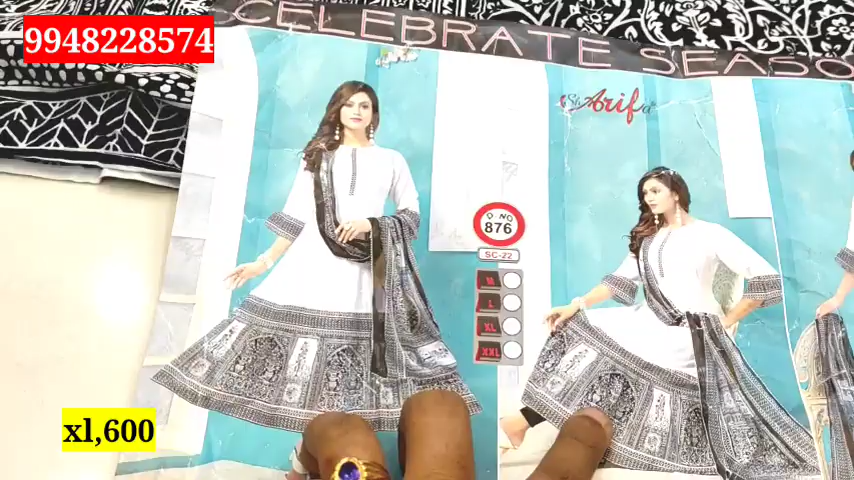 CELEBRATE SEASO
9948228574
Arifa
D.NO
876
SC-22
M
L
XL
XXL
xl,600